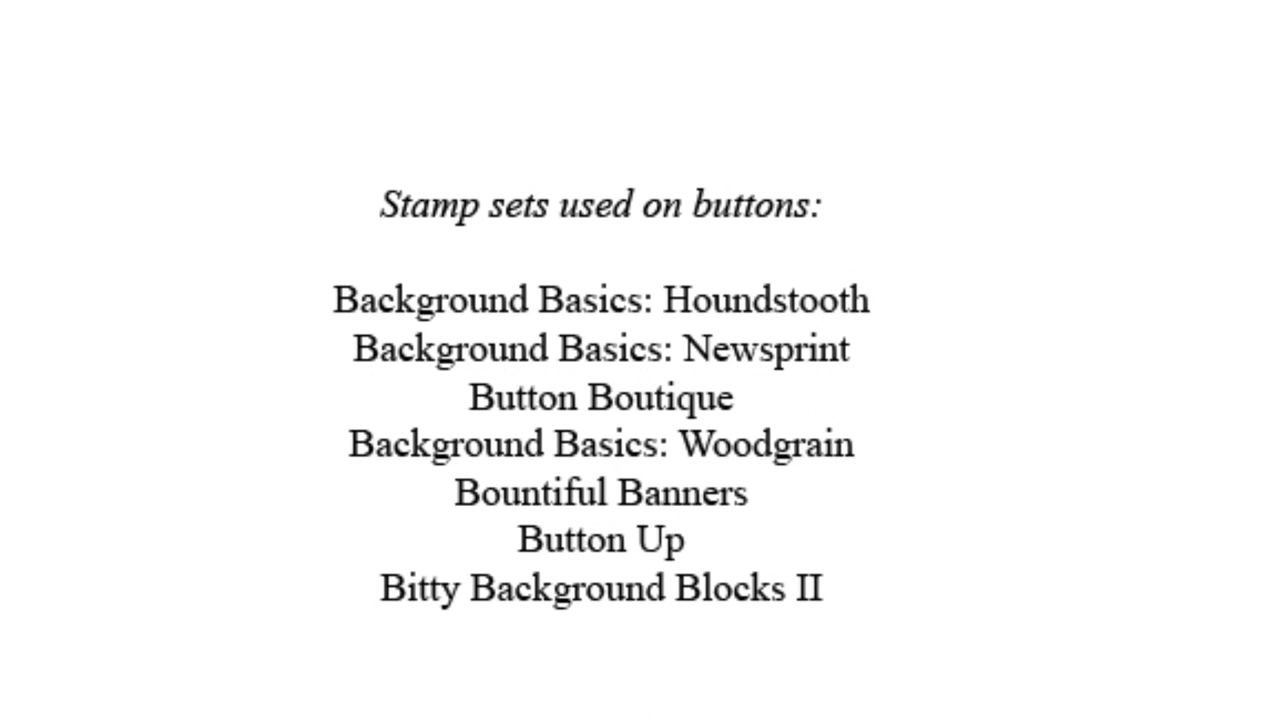 Stamp sets used on buttons:
Background Basics: Houndstooth
Background Basics: Newsprint
Button Boutique
Background Basics: Woodgrain
Bountiful Banners
Button Up
Bitty Background Blocks II